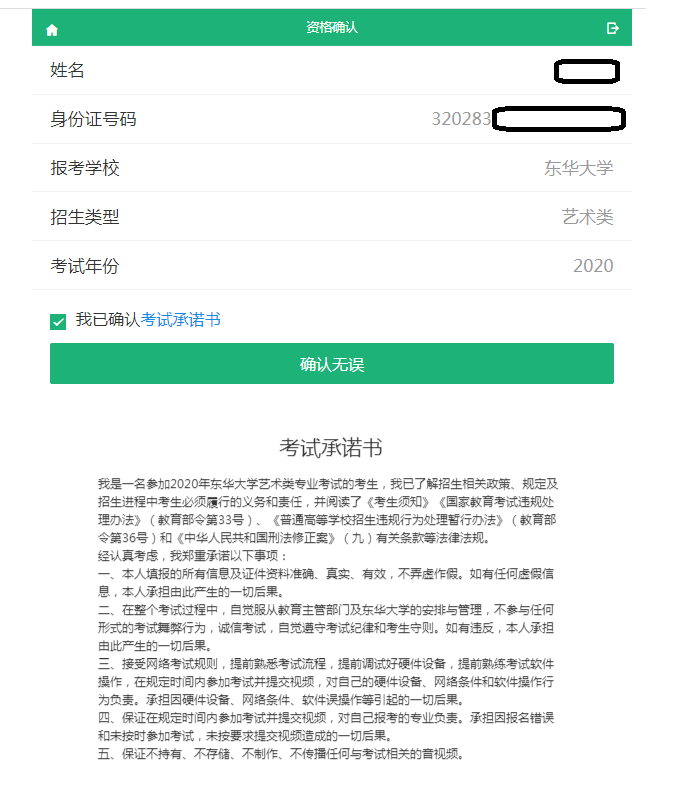 资格确认
姓名
身份证号码 320283
报考学校 东华大学
招生类型 艺术类
考试年份 2020
我已确认考试承诺书
确认无误
考试承诺书
我是一名参加2020年东华大学艺术类专业考试的考生，我已了解招生相关政策、规定及
招生进程中考生必须履行的义务和责任，并阅读了《考生须知》《国家教育考试违规处
理办法》（教育部令第33号）、《普通高等学校招生违规行为处理暂行办法》（教育部
令第36号）和《中华人民共和国刑法修正案》（九）有关条款等法律法规。
经认真考虑，我郑重承诺以下事项：
一、本人填报的所有信息及证件资料准确、真实、有效，不弄虚作假。如有任何虚假信
息，本人承担由此产生的一切后果。
二、在整个考试过程中，自觉服从教育主管部门及东华大学的安排与管理，不参与任何
形式的考试舞弊行为，诚信考试，自觉遵守考试纪律和考生守则。如有违反，本人承担
由此产生的一切后果。
三、接受网络考试规则，提前熟悉考试流程，提前调试好硬件设备，提前熟练考试软件
操作，在规定时间内参加考试并提交视频，对自己的硬件设备、网络条件和软件操作行
为负责。承担因硬件设备、网络条件、软件误操作等引起的一切后果。
四、保证在规定时间内参加考试并提交视频，对自己报考的专业负责。承担因报名错误
和未按时参加考试，未按要求提交视频造成的一切后果。
五、保证不持有、不存储、不制作、不传播任何与考试相关的音视频。